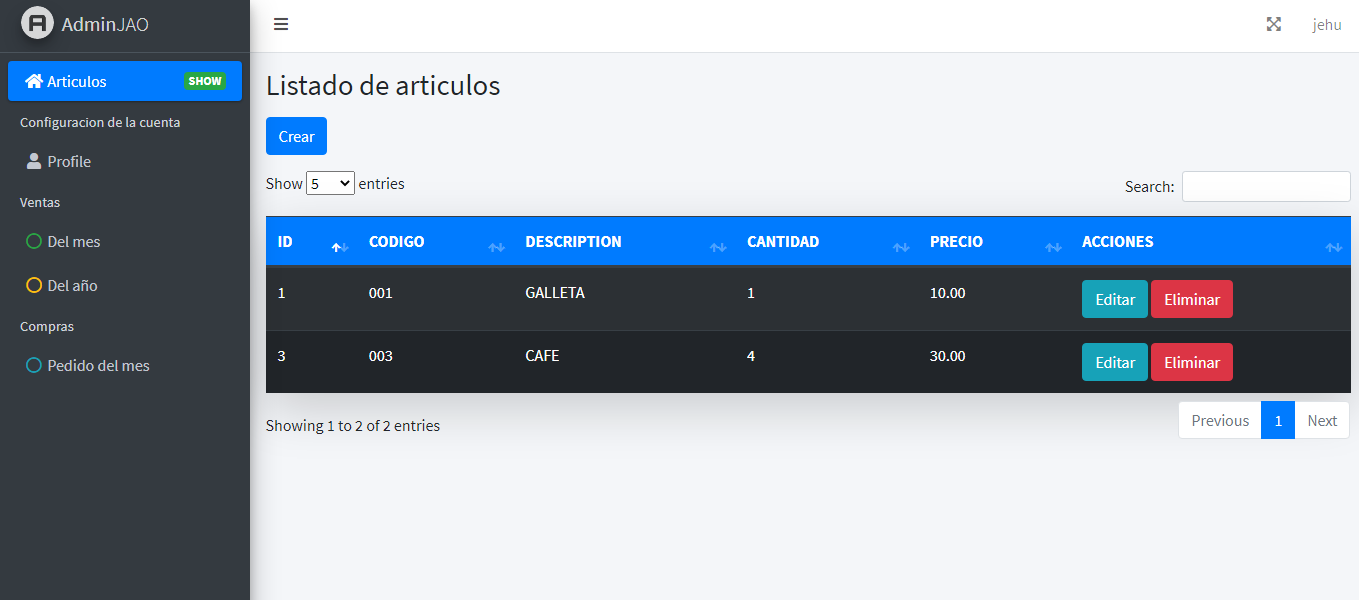 AdminJAO
jehu
Articulos SHOW
Configuracion de la cuenta
Profile
Ventas
Del mes
Del año
Compras
Pedido del mes
Listado de articulos
Crear
Show 5 entries
Search:
ID CODIGO DESCRIPTION CANTIDAD PRECIO ACCIONES
1 001 GALLETA 1 10.00 Editar Eliminar
3 003 CAFE 4 30.00 Editar Eliminar
Showing 1 to 2 of 2 entries
Previous 1 Next